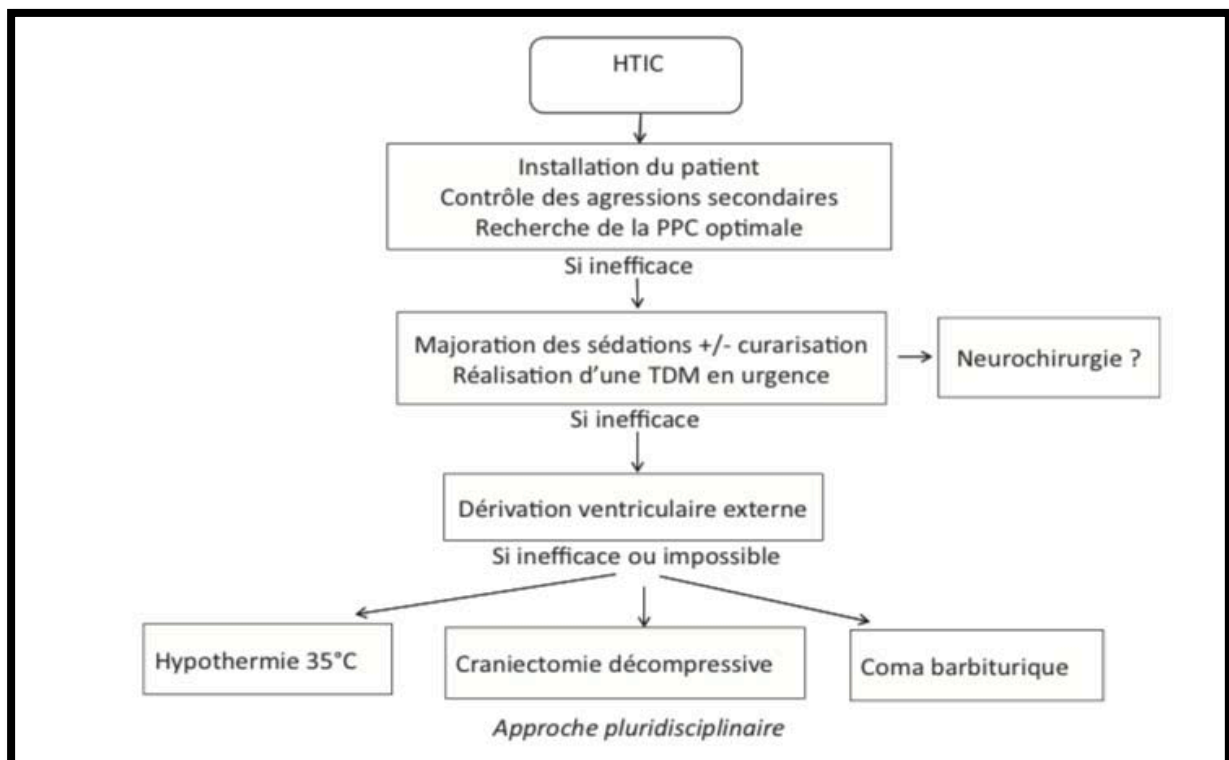 HTIC
Installation du patient
Contrôle des agressions secondaires
Recherche de la PPC optimale
Si inefficace
Majoration des sédations +/- curarisation
Réalisation d'une TDM en urgence
Neurochirurgie ?
Si inefficace
Dérivation ventriculaire externe
Si inefficace ou impossible
Hypothermie 35°C
Craniectomie décompressive
Coma barbiturique
Approche pluridisciplinaire